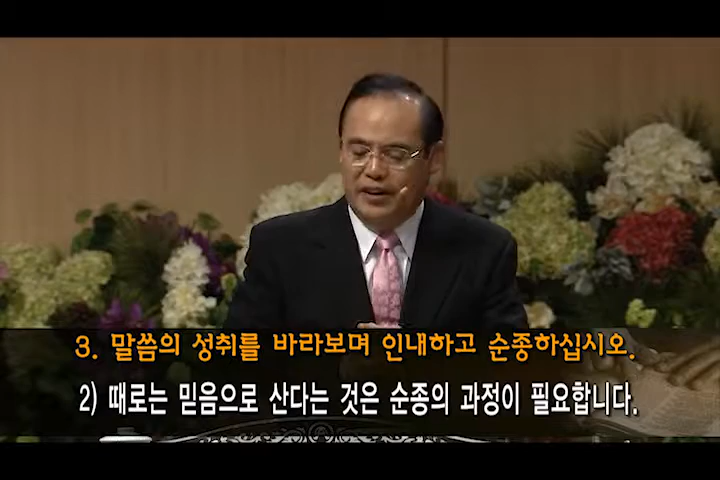 3. 말씀의 성취를 바라보며 인내하고 순종하십시오.
2) 때로는 믿음으로 산다는 것은 순종의 과정이 필요합니다.